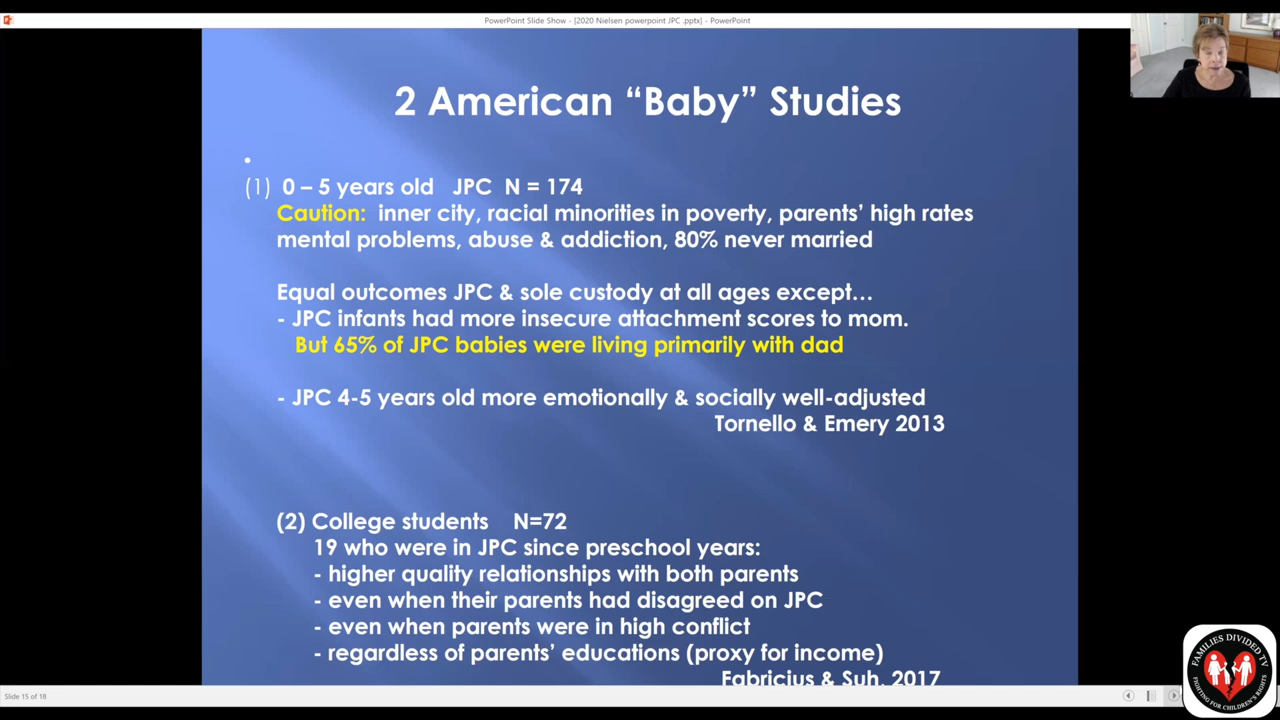 PowerPoint Slide Show - [2020 Nielsen powerpoint JPC .pptx] - PowerPoint
2 American “Baby” Studies
•
(1) 0 – 5 years old JPC N = 174
Caution: inner city, racial minorities in poverty, parents’ high rates
mental problems, abuse & addiction, 80% never married
Equal outcomes JPC & sole custody at all ages except…
- JPC infants had more insecure attachment scores to mom.
But 65% of JPC babies were living primarily with dad
- JPC 4-5 years old more emotionally & socially well-adjusted
Tornello & Emery 2013
(2) College students N=72
19 who were in JPC since preschool years:
- higher quality relationships with both parents
- even when their parents had disagreed on JPC
- even when parents were in high conflict
- regardless of parents’ educations (proxy for income)
Fabricius & Suh, 2017
Slide 15 of 18
FAMILIES DIVIDED TV
FIGHTING FOR CHILDREN'S RIGHTS